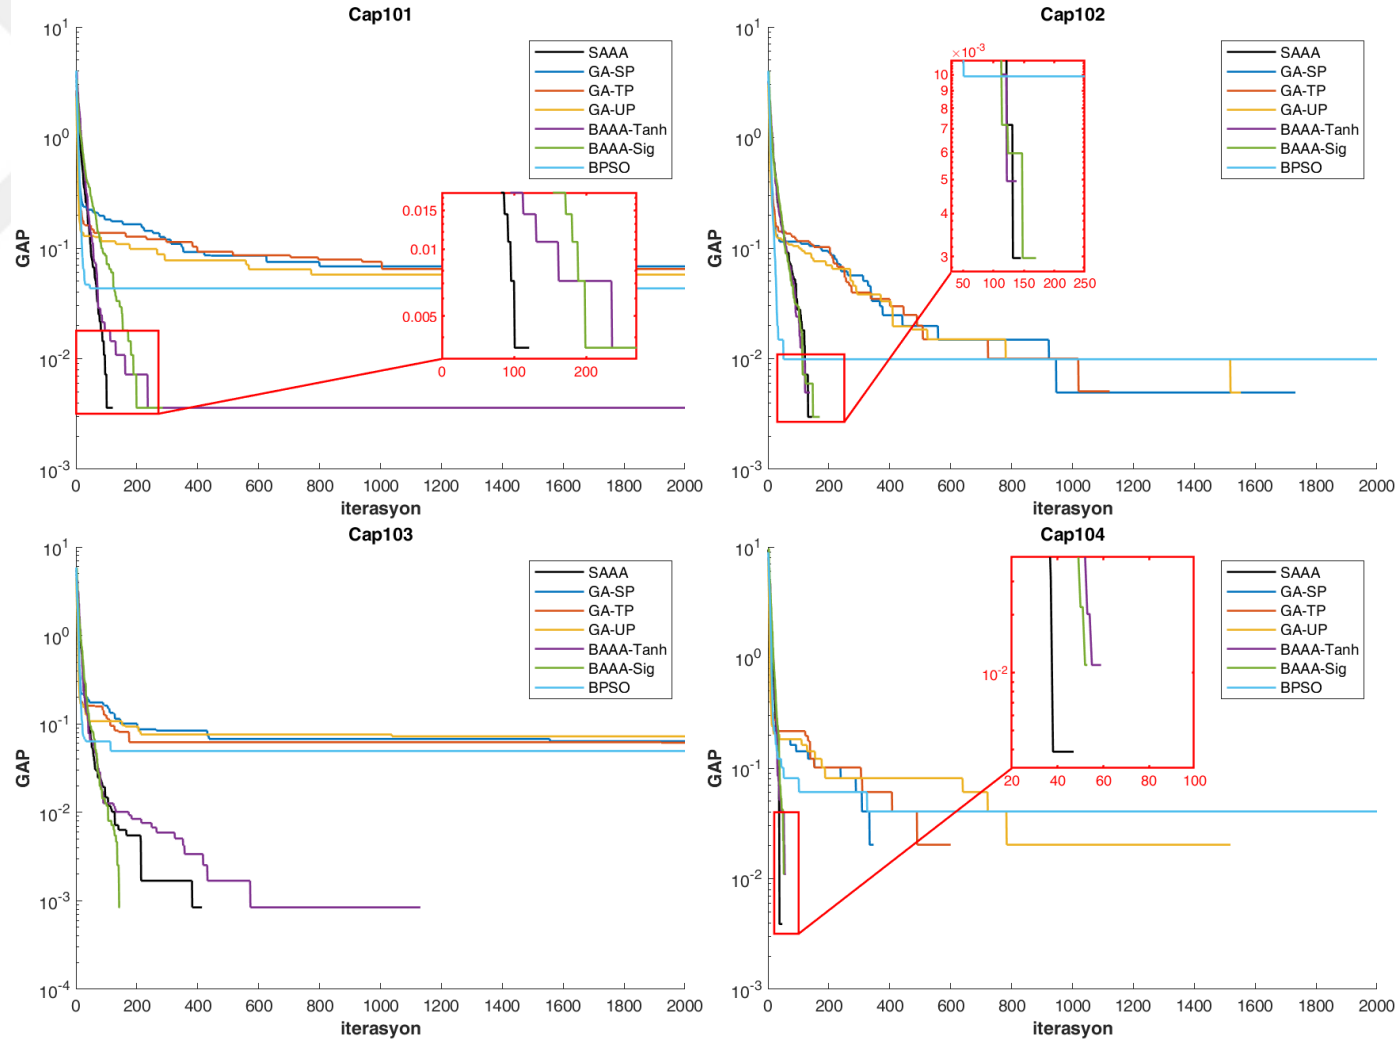 Cap101
10^1
10^0
10^-1
10^-2
10^-3
GAP
SAAA
GA-SP
GA-TP
GA-UP
BAAA-Tanh
BAAA-Sig
BPSO
0.015
0.01
0.005
0 100 200
0 200 400 600 800 1000 1200 1400 1600 1800 2000
iterasyon
Cap102
10^1
10^0
10^-1
10^-2
10^-3
GAP
SAAA
GA-SP
GA-TP
GA-UP
BAAA-Tanh
BAAA-Sig
BPSO
×10^-3
10
9
8
7
6
5
4
3
50 100 150 200 250
0 200 400 600 800 1000 1200 1400 1600 1800 2000
iterasyon
Cap103
10^1
10^0
10^-1
10^-2
10^-3
10^-4
GAP
SAAA
GA-SP
GA-TP
GA-UP
BAAA-Tanh
BAAA-Sig
BPSO
0 200 400 600 800 1000 1200 1400 1600 1800 2000
iterasyon
Cap104
10^1
10^0
10^-1
10^-2
10^-3
GAP
SAAA
GA-SP
GA-TP
GA-UP
BAAA-Tanh
BAAA-Sig
BPSO
10^-2
20 40 60 80 100
0 200 400 600 800 1000 1200 1400 1600 1800 2000
iterasyon